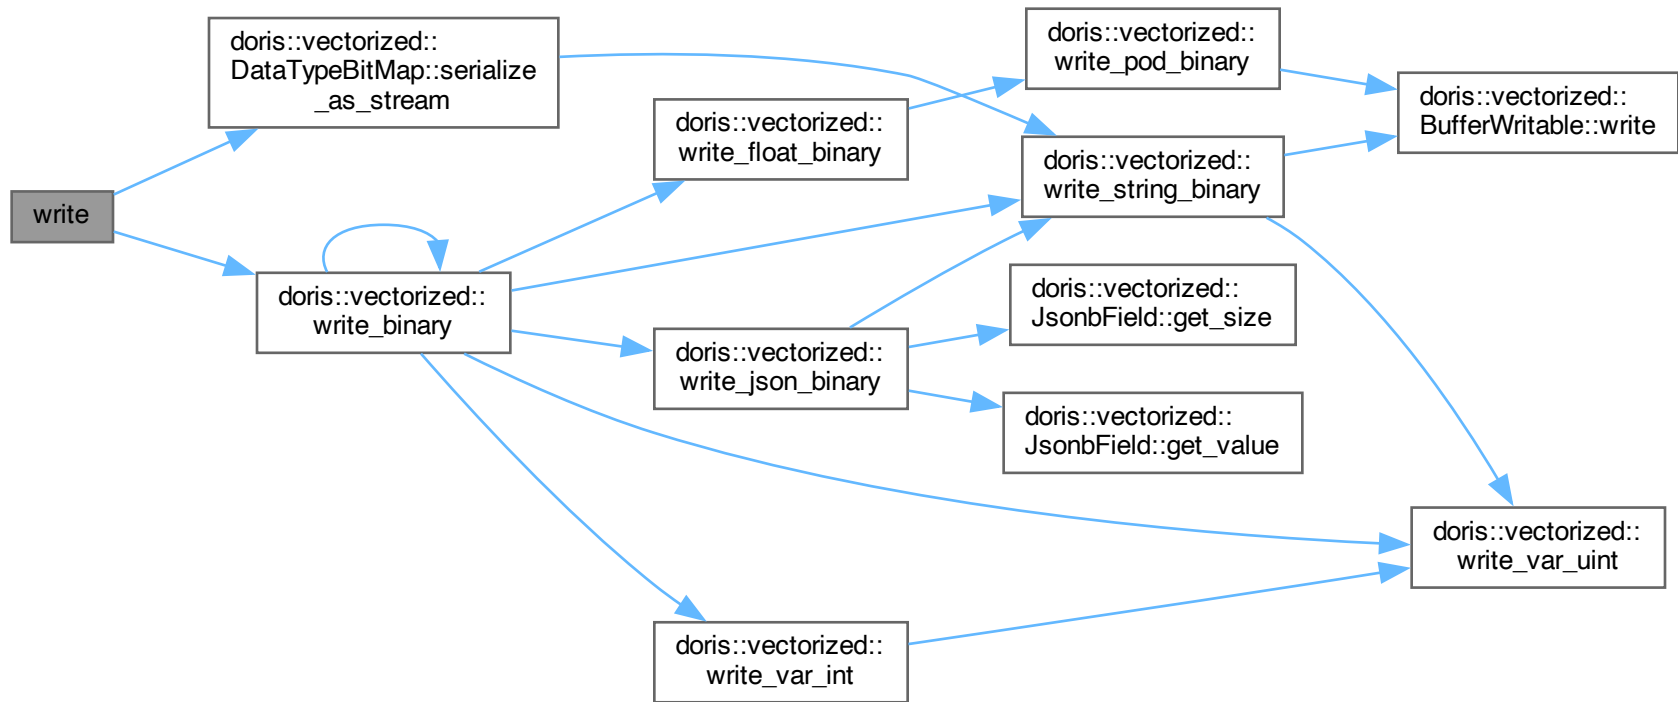 write
doris::vectorized::
DataTypeBitMap::serialize
_as_stream
doris::vectorized::
write_binary
doris::vectorized::
write_float_binary
doris::vectorized::
write_json_binary
doris::vectorized::
write_var_int
doris::vectorized::
write_pod_binary
doris::vectorized::
write_string_binary
doris::vectorized::
JsonbField::get_size
doris::vectorized::
JsonbField::get_value
doris::vectorized::
BufferWritable::write
doris::vectorized::
write_var_uint